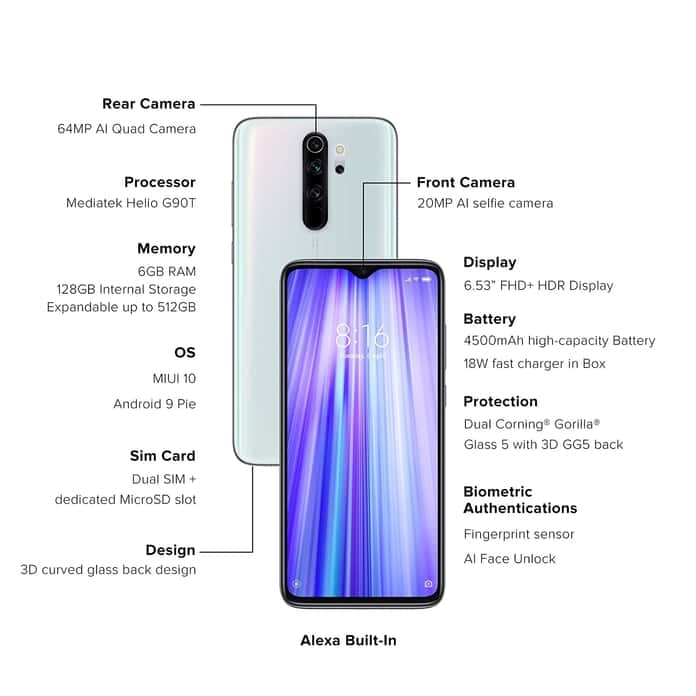 Rear Camera
64MP AI Quad Camera
Processor
Mediatek Helio G90T
Memory
6GB RAM
128GB Internal Storage
Expandable up to 512GB
OS
MIUI 10
Android 9 Pie
Sim Card
Dual SIM +
dedicated MicroSD slot
Design
3D curved glass back design
Front Camera
20MP AI selfie camera
8:16
Display
6.53” FHD+ HDR Display
Battery
4500mAh high-capacity Battery
18W fast charger in Box
Protection
Dual Corning® Gorilla®
Glass 5 with 3D GG5 back
Biometric
Authentications
Fingerprint sensor
AI Face Unlock
Alexa Built-In